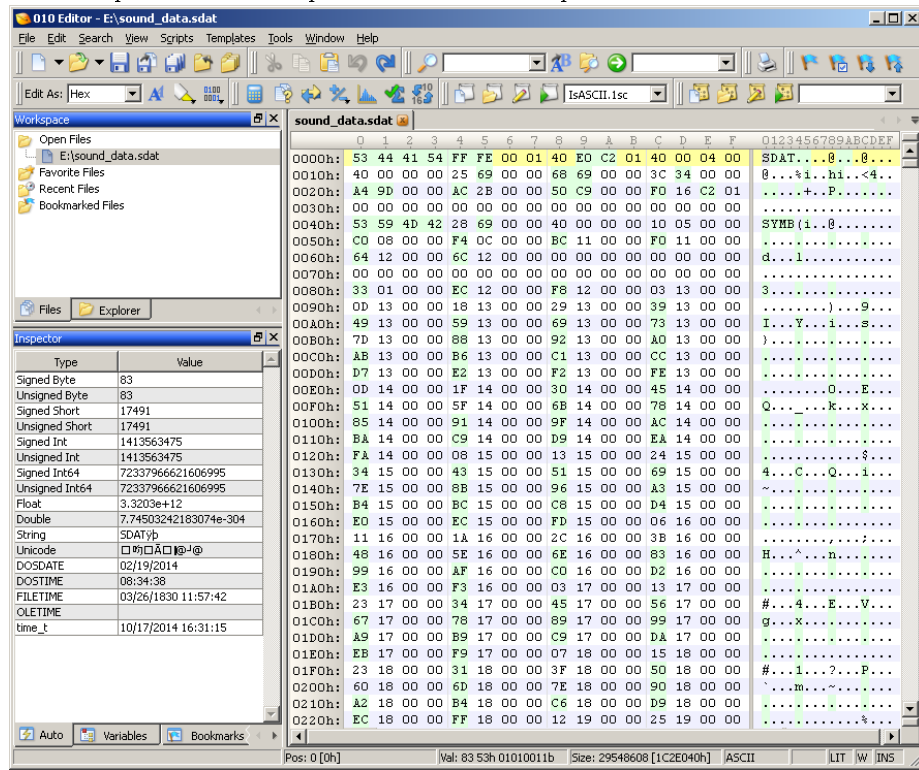 010 Editor - E:\sound_data.sdat
File Edit Search View Scripts Templates Tools Window Help
Edit As: Hex
IsASCII.1sc
Workspace
Open Files
E:\sound_data.sdat
Favorite Files
Recent Files
Bookmarked Files
Files Explorer
Inspector
Type Value
Signed Byte 83
Unsigned Byte 83
Signed Short 17491
Unsigned Short 17491
Signed Int 1413563475
Unsigned Int 1413563475
Signed Int64 72337966621606995
Unsigned Int64 72337966621606995
Float 3.3203e+12
Double 7.74503242183074e-304
String SDATÿþ
DOSDATE 02/19/2014
DOSTIME 08:34:38
FILETIME 03/26/1830 11:57:42
OLETIME
time_t 10/17/2014 16:31:15
Auto Variables Bookmarks
sound_data.sdat
0 1 2 3 4 5 6 7 8 9 A B C D E F 0123456789ABCDEF
0000h: 53 44 41 54 FF FE 00 01 40 E0 C2 01 40 00 04 00 SDAT....@...@...
0010h: 40 00 00 00 25 69 00 00 68 69 00 00 3C 34 00 00 @...%i..hi..<4..
0020h: A4 9D 00 00 AC 2B 00 00 50 C9 00 00 F0 16 C2 01 .....+..P.......
0030h: 00 00 00 00 00 00 00 00 00 00 00 00 00 00 00 00 ................
0040h: 53 59 4D 42 28 69 00 00 40 00 00 00 10 05 00 00 SYMB(i..@.......
0050h: C0 08 00 00 F4 0C 00 00 BC 11 00 00 F0 11 00 00 ................
0060h: 64 12 00 00 6C 12 00 00 00 00 00 00 00 00 00 00 d...l...........
0070h: 00 00 00 00 00 00 00 00 00 00 00 00 00 00 00 00 ................
0080h: 33 01 00 00 EC 12 00 00 F8 12 00 00 03 13 00 00 3...............
0090h: 0D 13 00 00 18 13 00 00 29 13 00 00 39 13 00 00 ........)...9...
00A0h: 49 13 00 00 59 13 00 00 69 13 00 00 73 13 00 00 I...Y...i...s...
00B0h: 7D 13 00 00 88 13 00 00 92 13 00 00 A0 13 00 00 }...............
00C0h: AB 13 00 00 B6 13 00 00 C1 13 00 00 CC 13 00 00 ................
00D0h: D7 13 00 00 E2 13 00 00 F2 13 00 00 FE 13 00 00 ................
00E0h: 0D 14 00 00 1F 14 00 00 30 14 00 00 45 14 00 00 ........0...E...
00F0h: 51 14 00 00 5F 14 00 00 6B 14 00 00 78 14 00 00 Q..._...k...x...
0100h: 85 14 00 00 91 14 00 00 9F 14 00 00 AC 14 00 00 ................
0110h: BA 14 00 00 C9 14 00 00 D9 14 00 00 EA 14 00 00 ................
0120h: FA 14 00 00 08 15 00 00 13 15 00 00 24 15 00 00 ............$...
0130h: 34 15 00 00 43 15 00 00 51 15 00 00 69 15 00 00 4...C...Q...i...
0140h: 7E 15 00 00 8B 15 00 00 96 15 00 00 A3 15 00 00 ~...............
0150h: B4 15 00 00 BC 15 00 00 C8 15 00 00 D4 15 00 00 ................
0160h: E0 15 00 00 EC 15 00 00 FD 15 00 00 06 16 00 00 ................
0170h: 11 16 00 00 1A 16 00 00 2C 16 00 00 3B 16 00 00 ........,...;...
0180h: 48 16 00 00 5E 16 00 00 6E 16 00 00 83 16 00 00 H...^...n.......
0190h: 99 16 00 00 AF 16 00 00 C0 16 00 00 D2 16 00 00 ................
01A0h: E3 16 00 00 F3 16 00 00 03 17 00 00 13 17 00 00 ................
01B0h: 23 17 00 00 34 17 00 00 45 17 00 00 56 17 00 00 #...4...E...V...
01C0h: 67 17 00 00 78 17 00 00 89 17 00 00 99 17 00 00 g...x...........
01D0h: A9 17 00 00 B9 17 00 00 C9 17 00 00 DA 17 00 00 ................
01E0h: EB 17 00 00 F9 17 00 00 07 18 00 00 15 18 00 00 ................
01F0h: 23 18 00 00 31 18 00 00 3F 18 00 00 50 18 00 00 #...1...?...P...
0200h: 60 18 00 00 6D 18 00 00 7E 18 00 00 90 18 00 00 `...m...~.......
0210h: A2 18 00 00 B4 18 00 00 C6 18 00 00 D9 18 00 00 ................
0220h: EC 18 00 00 FF 18 00 00 12 19 00 00 25 19 00 00 ............%...
Pos: 0 [0h] Val: 83 53h 01010011b Size: 29548608 [1C2E040h] ASCII LIT W INS